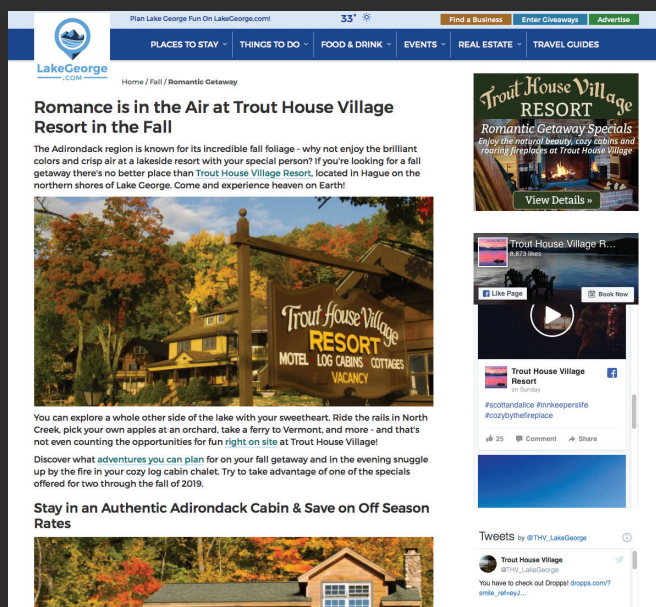 Plan Lake George Fun On LakeGeorge.com!
33°
Find a Business
Enter Giveaways
Advertise
LakeGeorge
.COM
PLACES TO STAY
THINGS TO DO
FOOD & DRINK
EVENTS
REAL ESTATE
TRAVEL GUIDES
Home / Fall / Romantic Getaway
Romance is in the Air at Trout House Village
Resort in the Fall
The Adirondack region is known for its incredible fall foliage - why not enjoy the brilliant
colors and crisp air at a lakeside resort with your special person? If you're looking for a fall
getaway there's no better place than Trout House Village Resort, located in Hague on the
northern shores of Lake George. Come and experience heaven on Earth!
Trout House Village
RESORT
MOTEL LOG CABINS COTTAGES
VACANCY
You can explore a whole other side of the lake with your sweetheart. Ride the rails in North
Creek, pick your own apples at an orchard, take a ferry to Vermont, and more - and that's
not even counting the opportunities for fun right on site at Trout House Village!
Discover what adventures you can plan for on your fall getaway and in the evening snuggle
up by the fire in your cozy log cabin chalet. Try to take advantage of one of the specials
offered for two through the fall of 2019.
Stay in an Authentic Adirondack Cabin & Save on Off Season
Rates
Trout House Village
RESORT
Romantic Getaway Specials
Enjoy the natural beauty, cozy cabins and
roaring fireplaces at Trout House Village
View Details »
Trout House Village R...
8,873 likes
Like Page
Book Now
Trout House Village
Resort
on Sunday
#scottandalice #innkeeperslife
#cozybythefireplace
25
Comment
Share
Tweets by @THV_LakeGeorge
Trout House Village
@THV_LakeGeorge
You have to check out Dropps! dropps.com/?
smile_ref=eyJ...